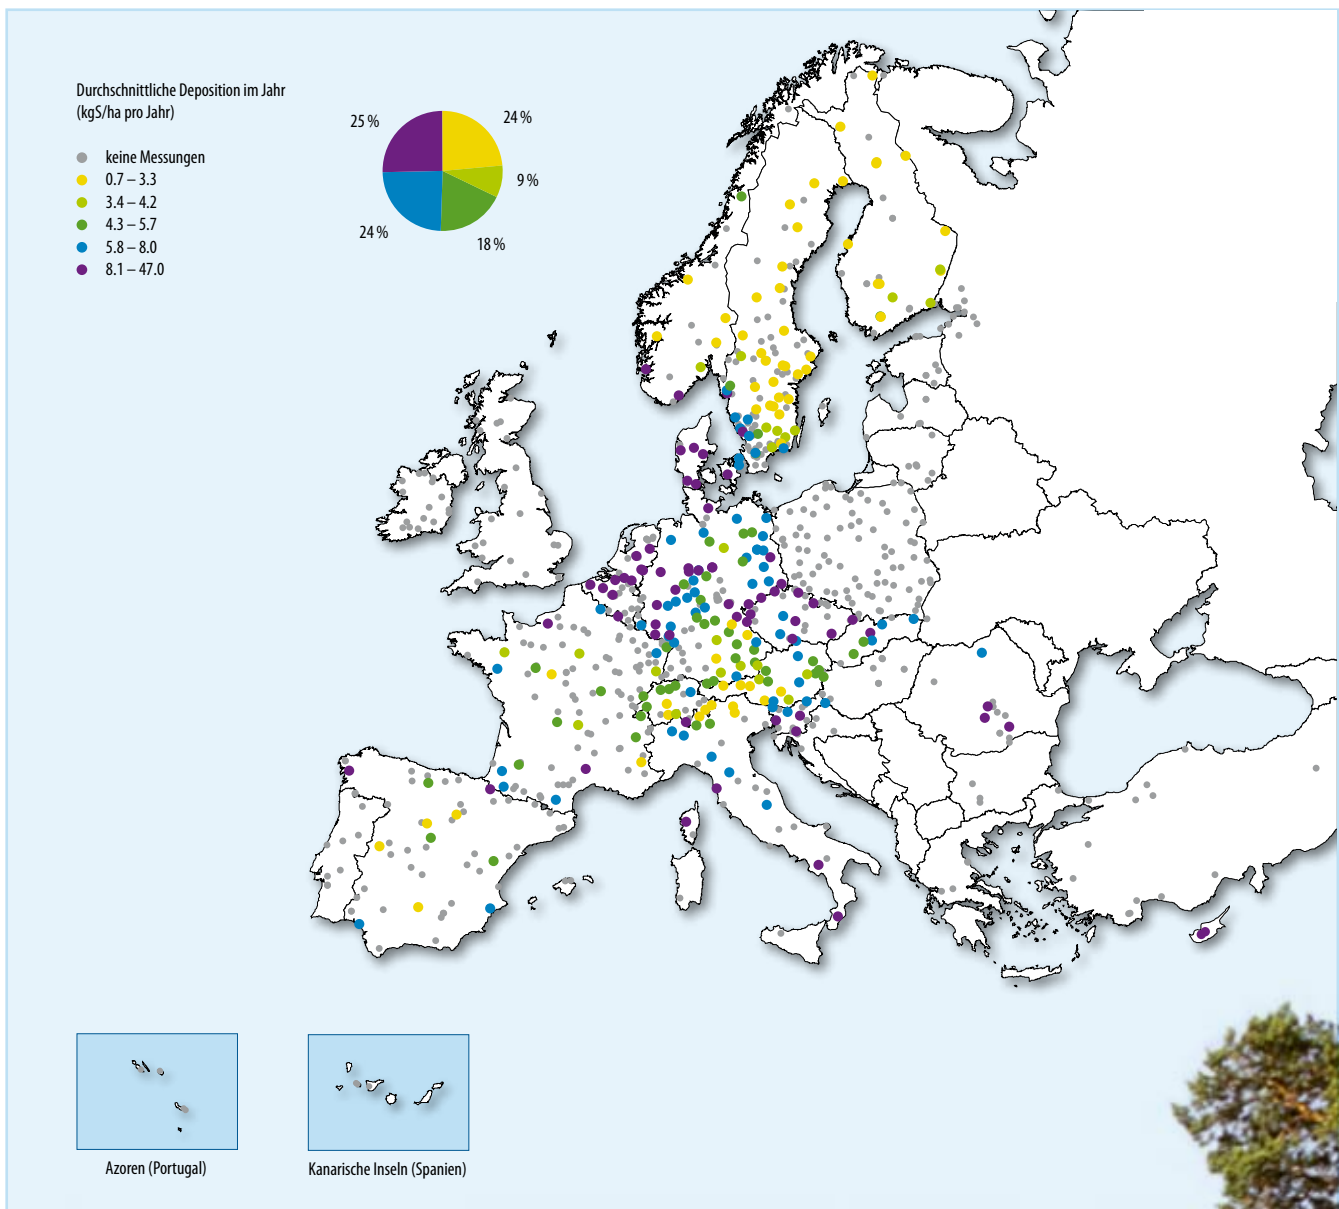 Durchschnittliche Deposition im Jahr
(kgS/ha pro Jahr)
keine Messungen
0.7 – 3.3
3.4 – 4.2
4.3 – 5.7
5.8 – 8.0
8.1 – 47.0
25 %
24 %
9 %
24 %
18 %
Azoren (Portugal)
Kanarische Inseln (Spanien)